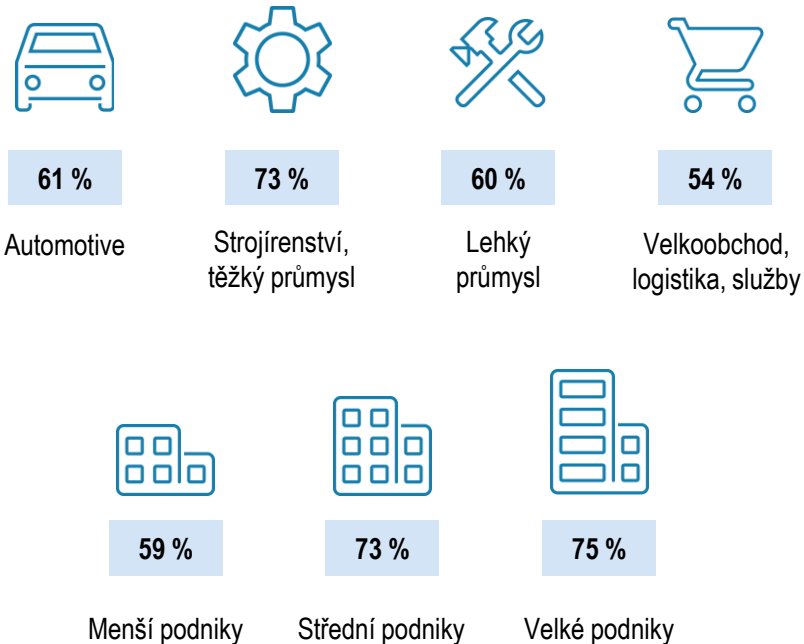 61 %
73 %
60 %
54 %
Automotive
Strojírenství,
těžký průmysl
Lehký
průmysl
Velkoobchod,
logistika, služby
59 %
73 %
75 %
Menší podniky
Střední podniky
Velké podniky